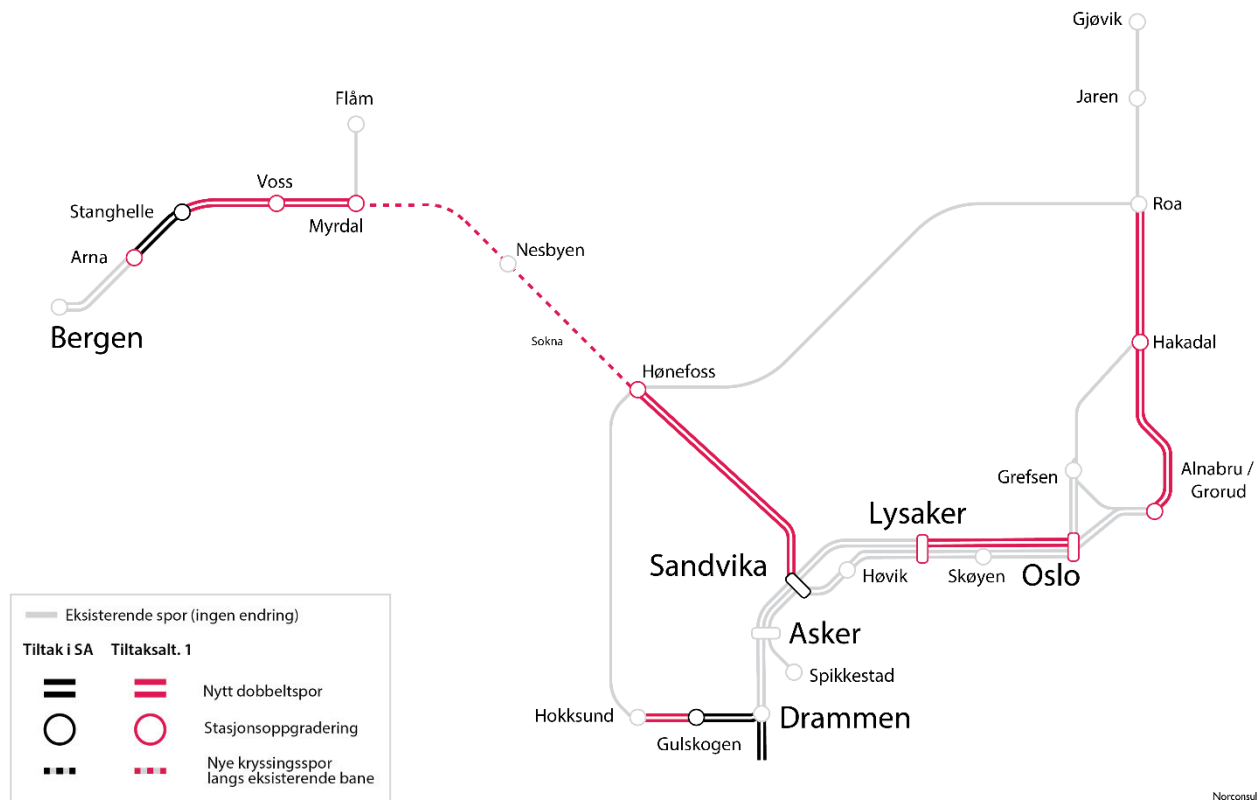 Gjøvik
Jaren
Flåm
Voss
Stanghelle
Roa
Myrdal
Arna
Nesbyen
Bergen
Sokna
Hakadal
Hønefoss
Alnabru /
Grorud
Grefsen
Lysaker
Sandvika
Høvik
Skøyen
Oslo
Asker
Spikkestad
Hokksund
Gulskogen
Drammen
Eksisterende spor (ingen endring)
Tiltak i SA Tiltaksalt. 1
Nytt dobbeltspor
Stasjonsoppgradering
Nye kryssingsspor
langs eksisterende bane
Norconsul